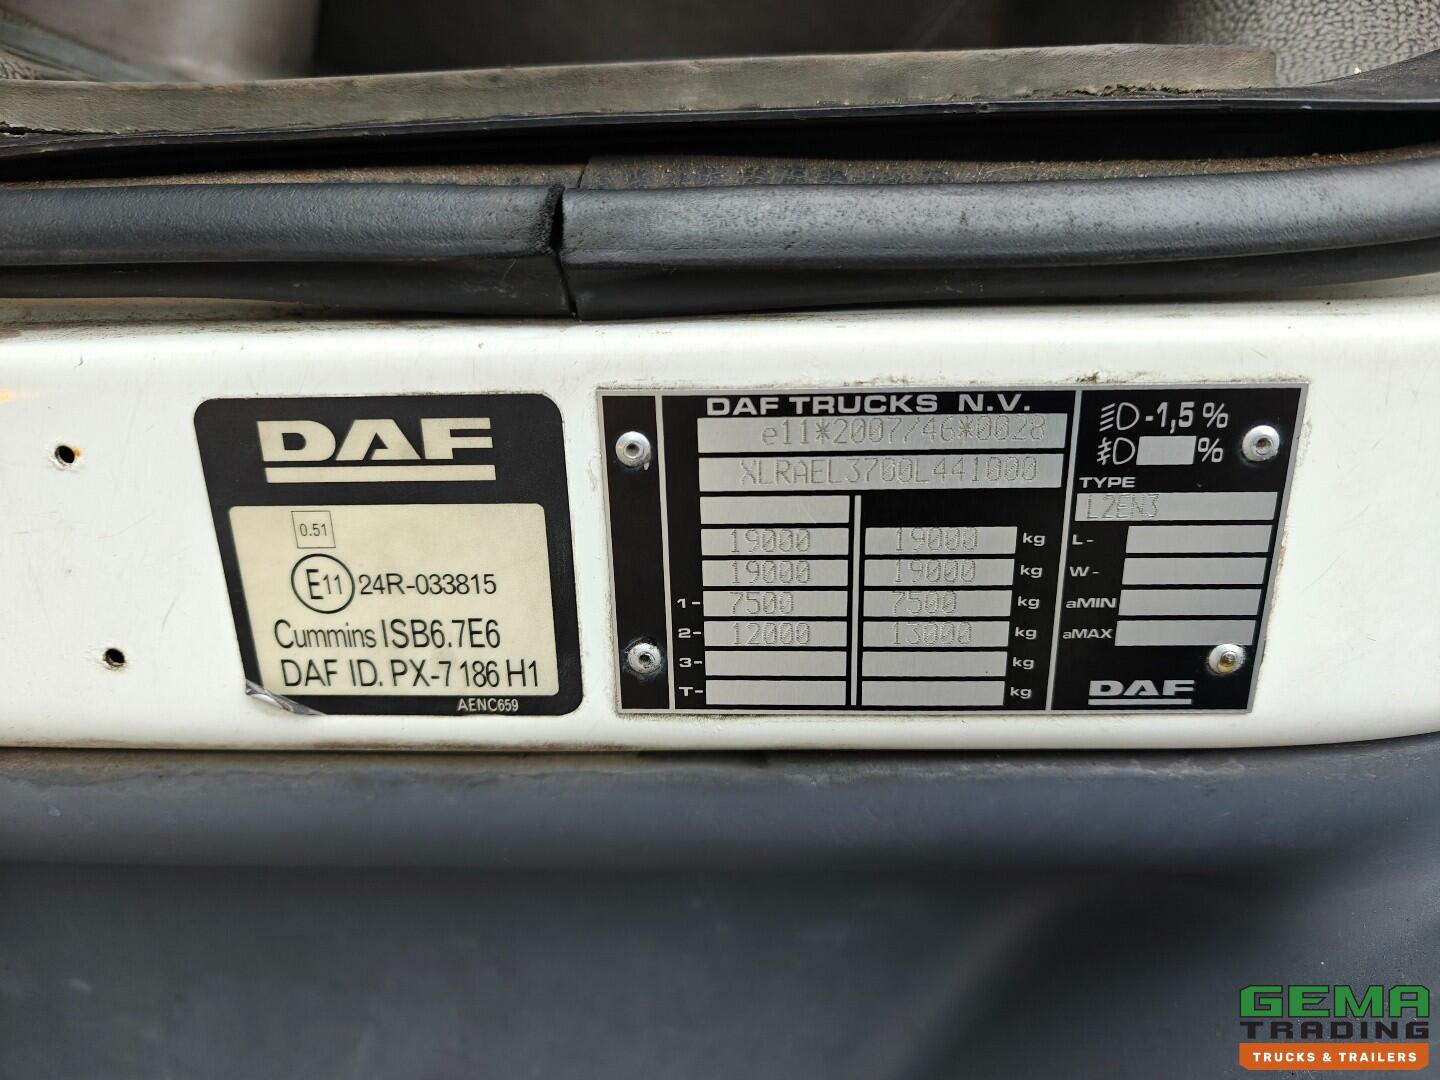 DAF
0.51
E11 24R-033815
Cummins ISB6.7E6
DAF ID. PX-7 186 H1
AENC659
DAF TRUCKS N.V.
e11*2007/46*0028
XLRAEL3700L441000
19000 19000 kg
19000 19000 kg
1- 7500 7500 kg
2- 12000 13000 kg
3- kg
T- kg
-1,5%
%
TYPE
L2EN3
L-
W-
aMIN
aMAX
DAF
GEMA
TRADING
TRUCKS & TRAILERS